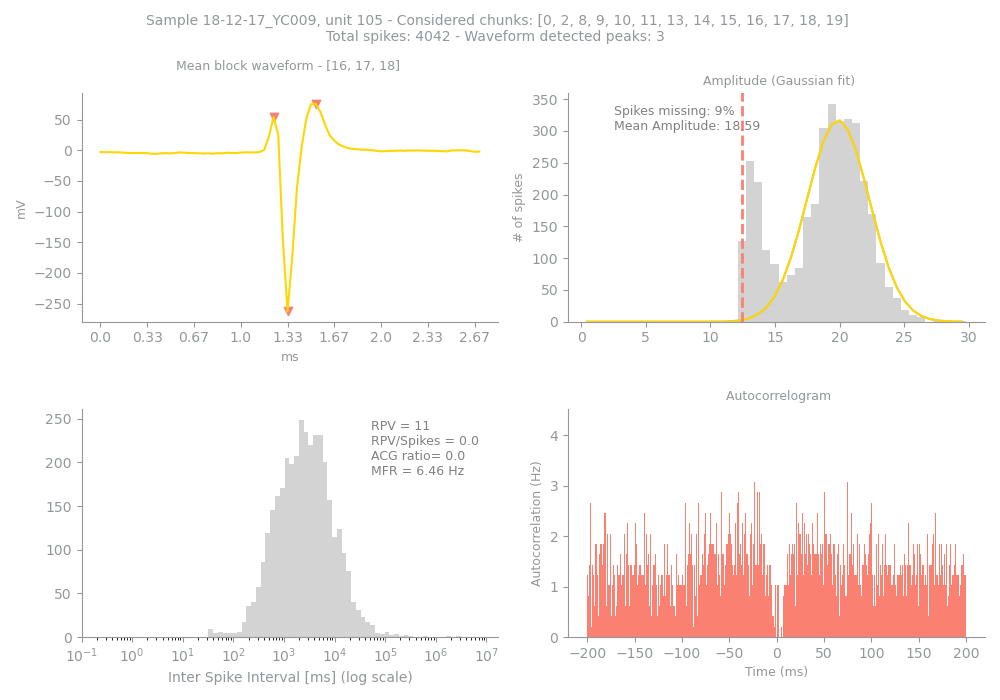 Sample 18-12-17_YC009, unit 105 - Considered chunks: [0, 2, 8, 9, 10, 11, 13, 14, 15, 16, 17, 18, 19]
Total spikes: 4042 - Waveform detected peaks: 3
Mean block waveform - [16, 17, 18]
50
0
−50
−100
−150
−200
−250
mV
0.0 0.33 0.67 1.0 1.33 1.67 2.0 2.33 2.67
ms
Amplitude (Gaussian fit)
Spikes missing: 9%
Mean Amplitude: 18.59
350
300
250
200
150
100
50
0
# of spikes
0 5 10 15 20 25 30
RPV = 11
RPV/Spikes = 0.0
ACG ratio= 0.0
MFR = 6.46 Hz
250
200
150
100
50
0
10⁻¹ 10⁰ 10¹ 10² 10³ 10⁴ 10⁵ 10⁶ 10⁷
Inter Spike Interval [ms] (log scale)
Autocorrelogram
4
3
2
1
0
Autocorrelation (Hz)
−200 −150 −100 −50 0 50 100 150 200
Time (ms)